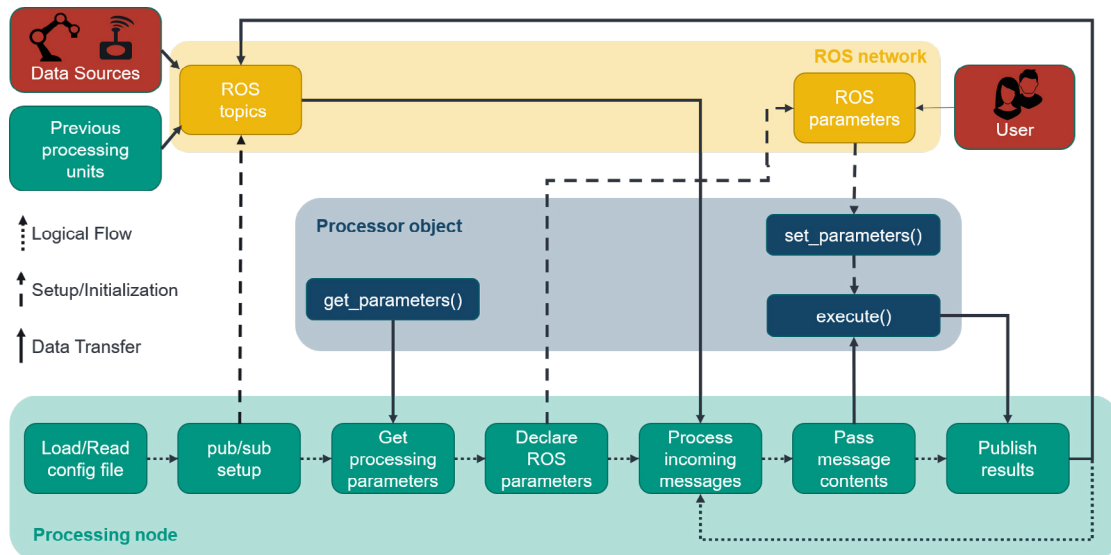 Data Sources
ROS network
ROS
topics
ROS
parameters
User
Previous
processing
units
Logical Flow
Setup/Initialization
Data Transfer
Processor object
set_parameters()
get_parameters()
execute()
Load/Read
config file
pub/sub
setup
Get
processing
parameters
Declare
ROS
parameters
Process
incoming
messages
Pass
message
contents
Publish
results
Processing node